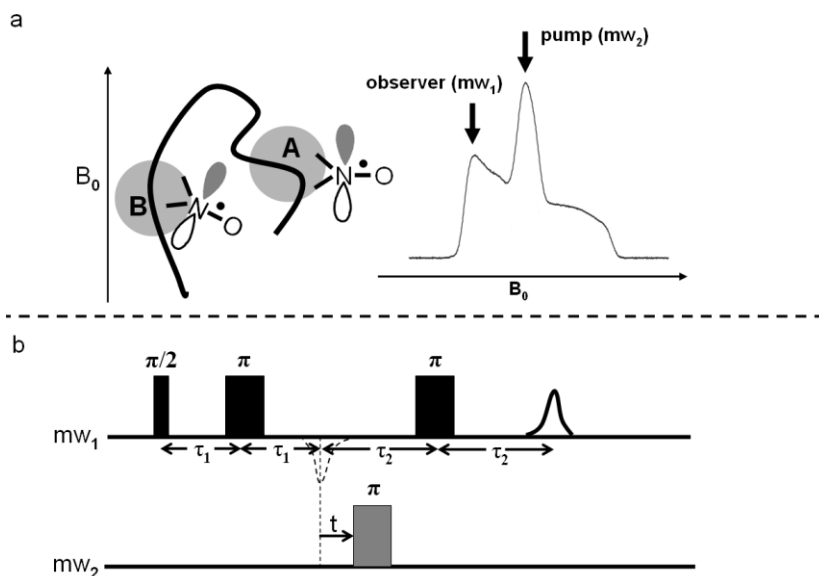 a
pump (mw₂)
observer (mw₁)
B₀
A
N
O
B
N
O
B₀
b
π/2
π
π
mw₁
τ₁
τ₁
τ₂
τ₂
π
t
mw₂